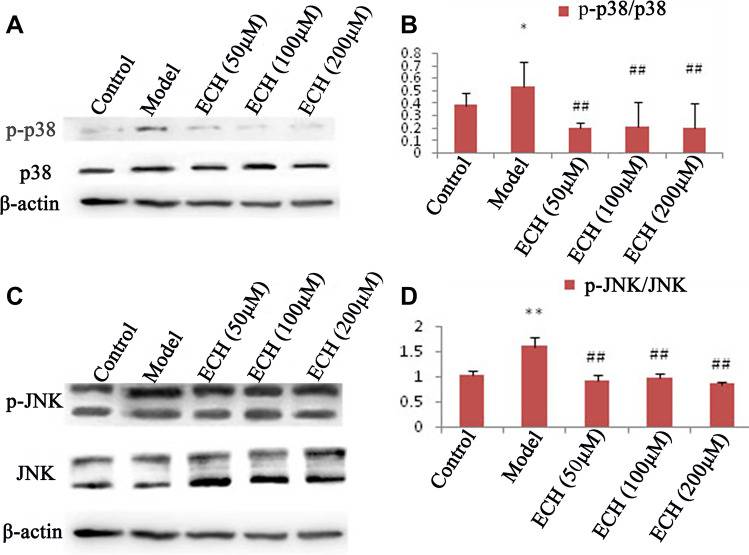 A
Control
Model
ECH (50μM)
ECH (100μM)
ECH (200μM)
p-p38
p38
β-actin
B
p-p38/p38
0.8
0.7
0.6
0.5
0.4
0.3
0.2
0.1
0
*
##
##
##
Control
Model
ECH (50μM)
ECH (100μM)
ECH (200μM)
C
Control
Model
ECH (50μM)
ECH (100μM)
ECH (200μM)
p-JNK
JNK
β-actin
D
p-JNK/JNK
2
1.5
1
0.5
0
**
##
##
##
Control
Model
ECH (50μM)
ECH (100μM)
ECH (200μM)